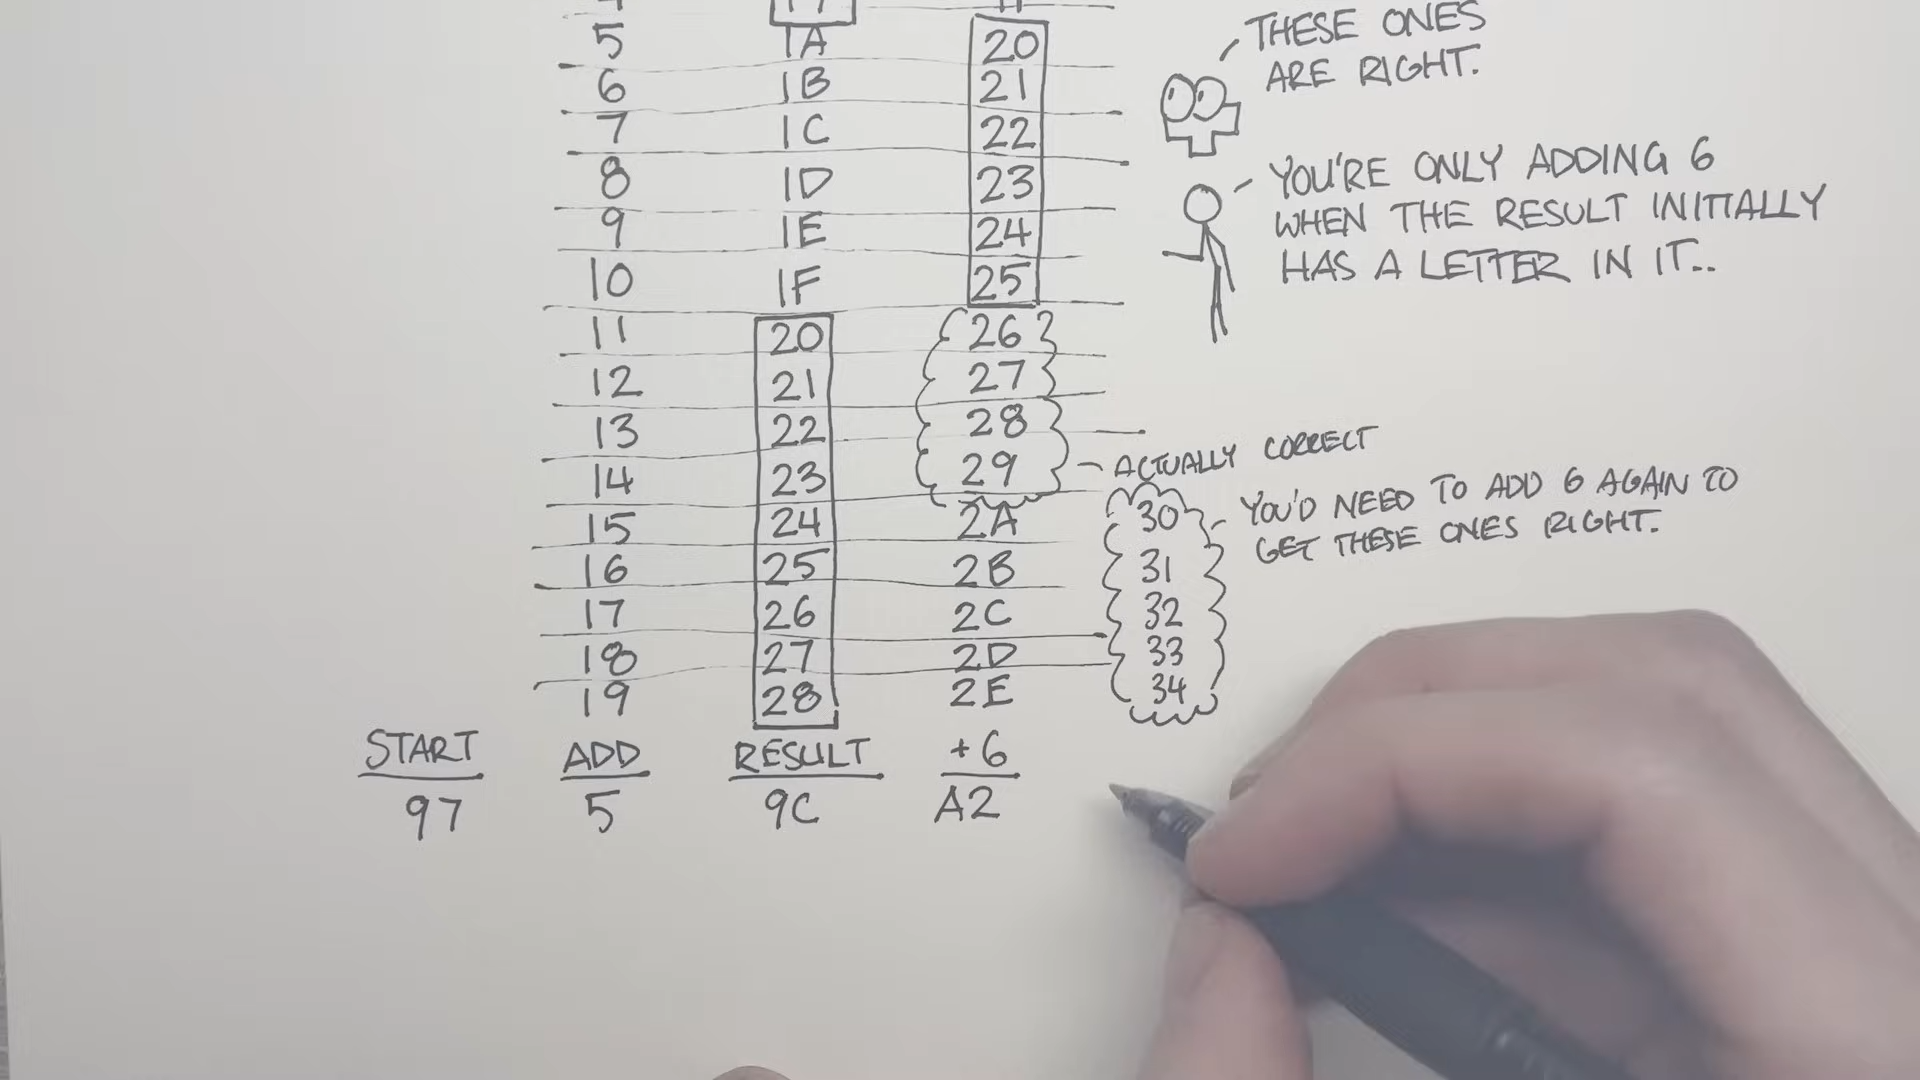 THESE ONES
ARE RIGHT.
5 1A 20
6 1B 21
7 1C 22
8 1D 23
9 1E 24
10 1F 25
YOU'RE ONLY ADDING 6
WHEN THE RESULT INITIALLY
HAS A LETTER IN IT..
11 20 26
12 21 27
13 22 28
14 23 29
ACTUALLY CORRECT
15 24 2A 30
16 25 2B 31
17 26 2C 32
18 27 2D 33
19 28 2E 34
YOU'D NEED TO ADD 6 AGAIN TO
GET THESE ONES RIGHT.
START ADD RESULT +6
97 5 9C A2